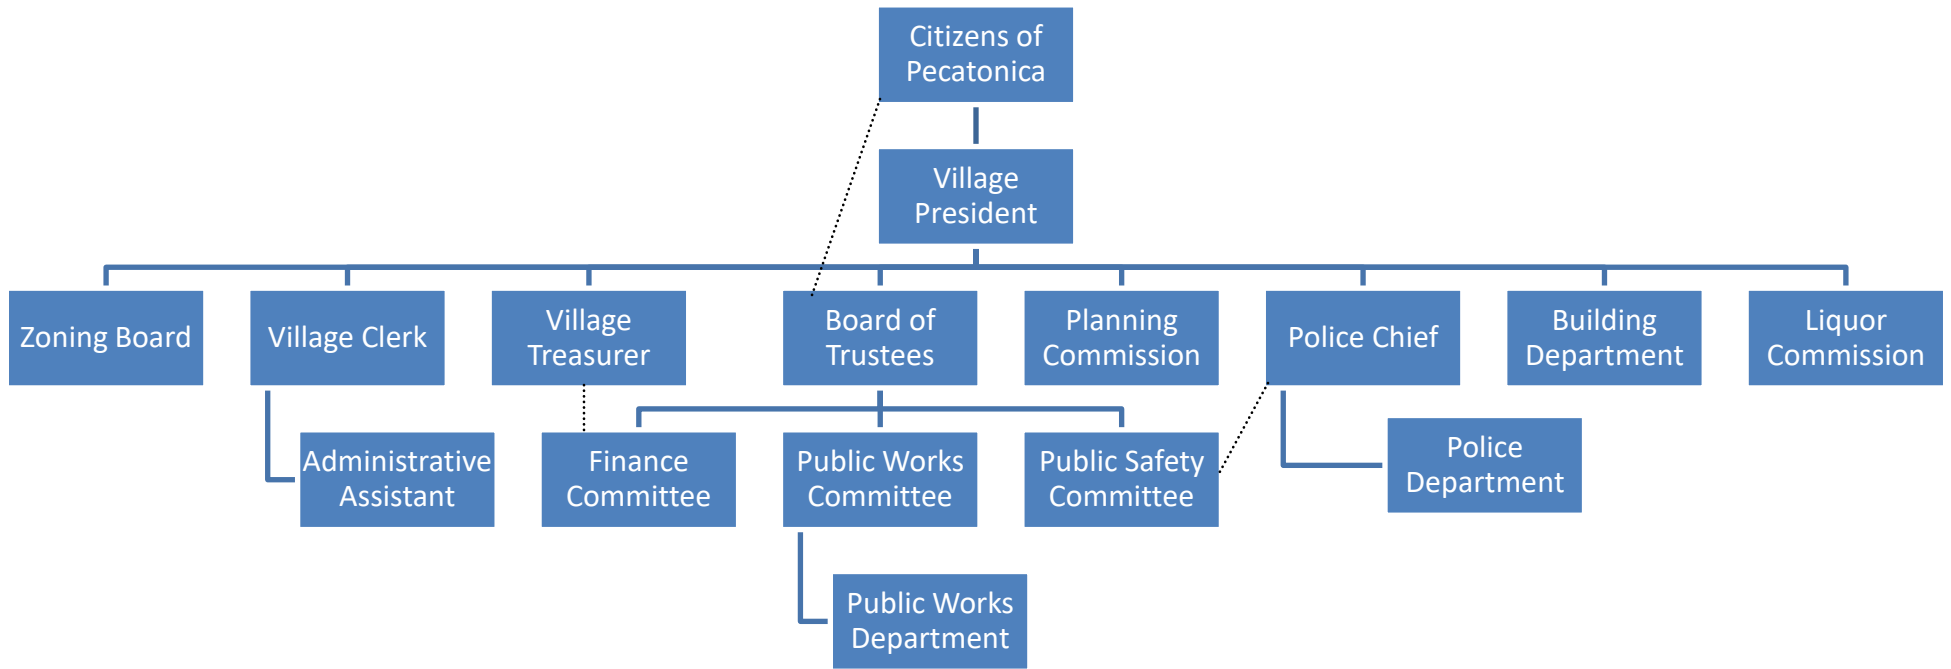 Citizens of
Pecatonica
Village
President
Zoning Board
Village Clerk
Village
Treasurer
Board of
Trustees
Planning
Commission
Police Chief
Building
Department
Liquor
Commission
Administrative
Assistant
Finance
Committee
Public Works
Committee
Public Safety
Committee
Police
Department
Public Works
Department